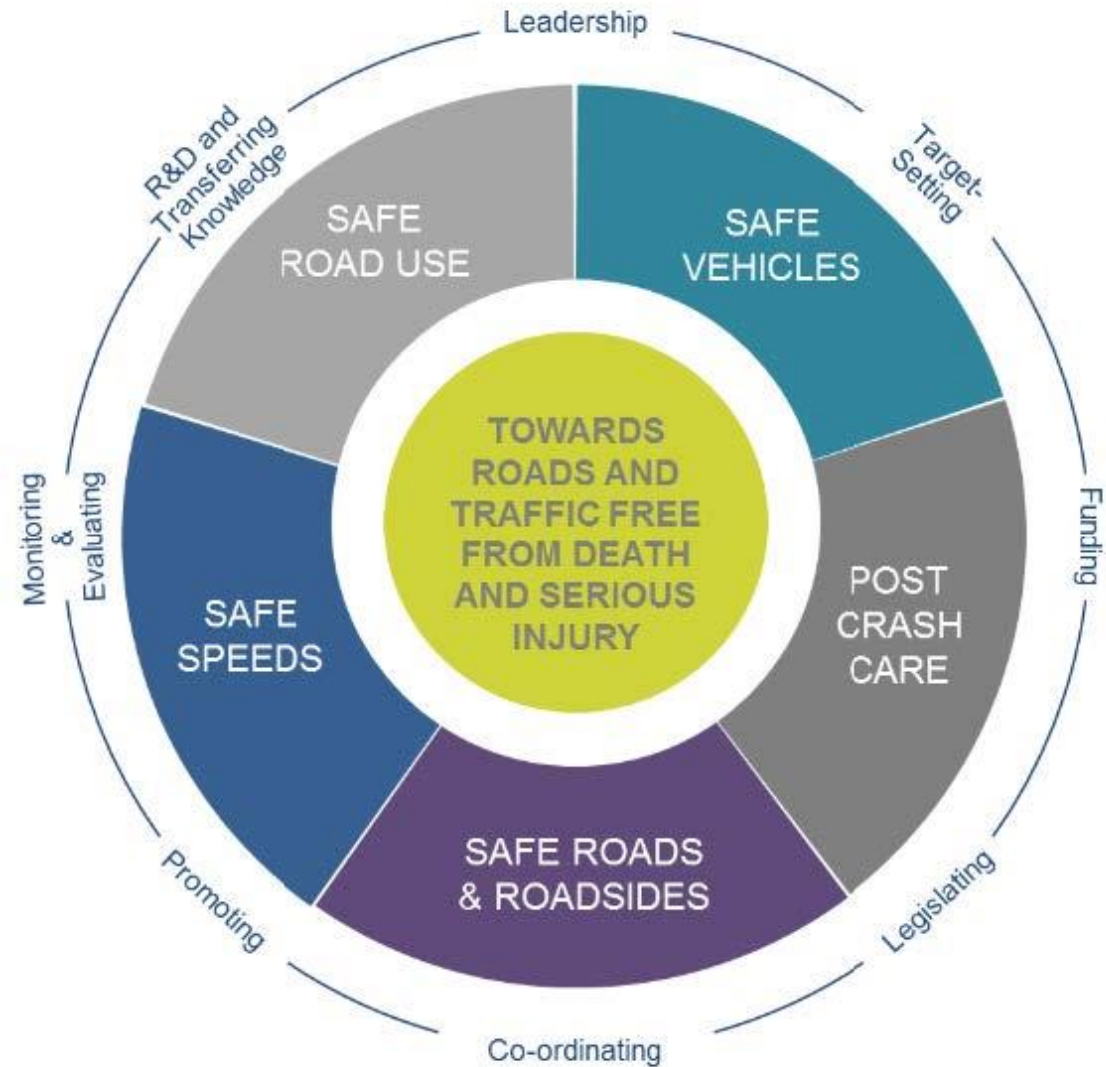 Leadership
Target-
Setting
Funding
Legislating
Co-ordinating
Promoting
Monitoring
&
Evaluating
R&D and
Transferring
Knowledge
SAFE
ROAD USE
SAFE
VEHICLES
POST
CRASH
CARE
SAFE ROADS
& ROADSIDES
SAFE
SPEEDS
TOWARDS
ROADS AND
TRAFFIC FREE
FROM DEATH
AND SERIOUS
INJURY